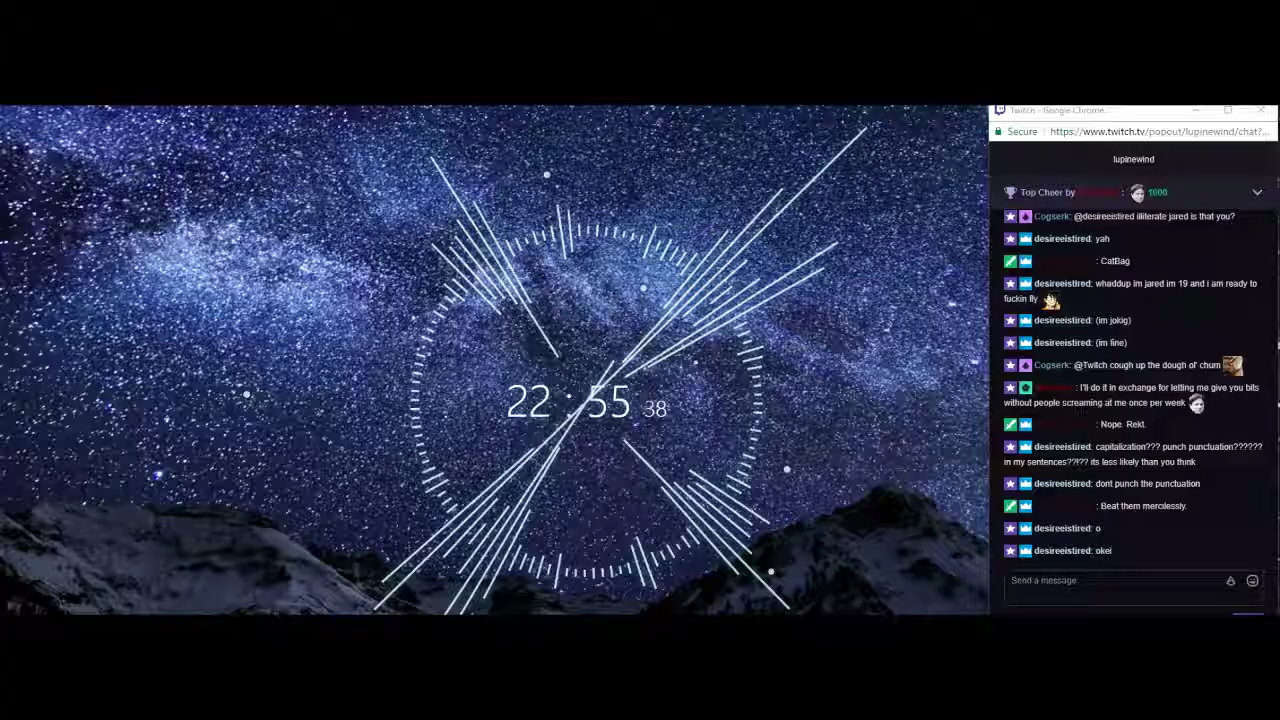 Twitch - Google Chrome
Secure https://www.twitch.tv/popout/lupinewind/chat?...
lupinewind
Top Cheer by : 1000
Cogserk: @desireeistired illiterate jared is that you?
desireeistired: yah
: CatBag
desireeistired: whaddup im jared im 19 and i am ready to
fuckin fly
desireeistired: (im jokig)
desireeistired: (im fine)
Cogserk: @Twitch cough up the dough ol' chum
: I'll do it in exchange for letting me give you bits
without people screaming at me once per week
22 : 55 38
: Nope. Rekt.
desireeistired: capitalization??? punch punctuation??????
in my sentences??!?? its less likely than you think
desireeistired: dont punch the punctuation
: Beat them mercilessly.
desireeistired: o
desireeistired: okei
Send a message